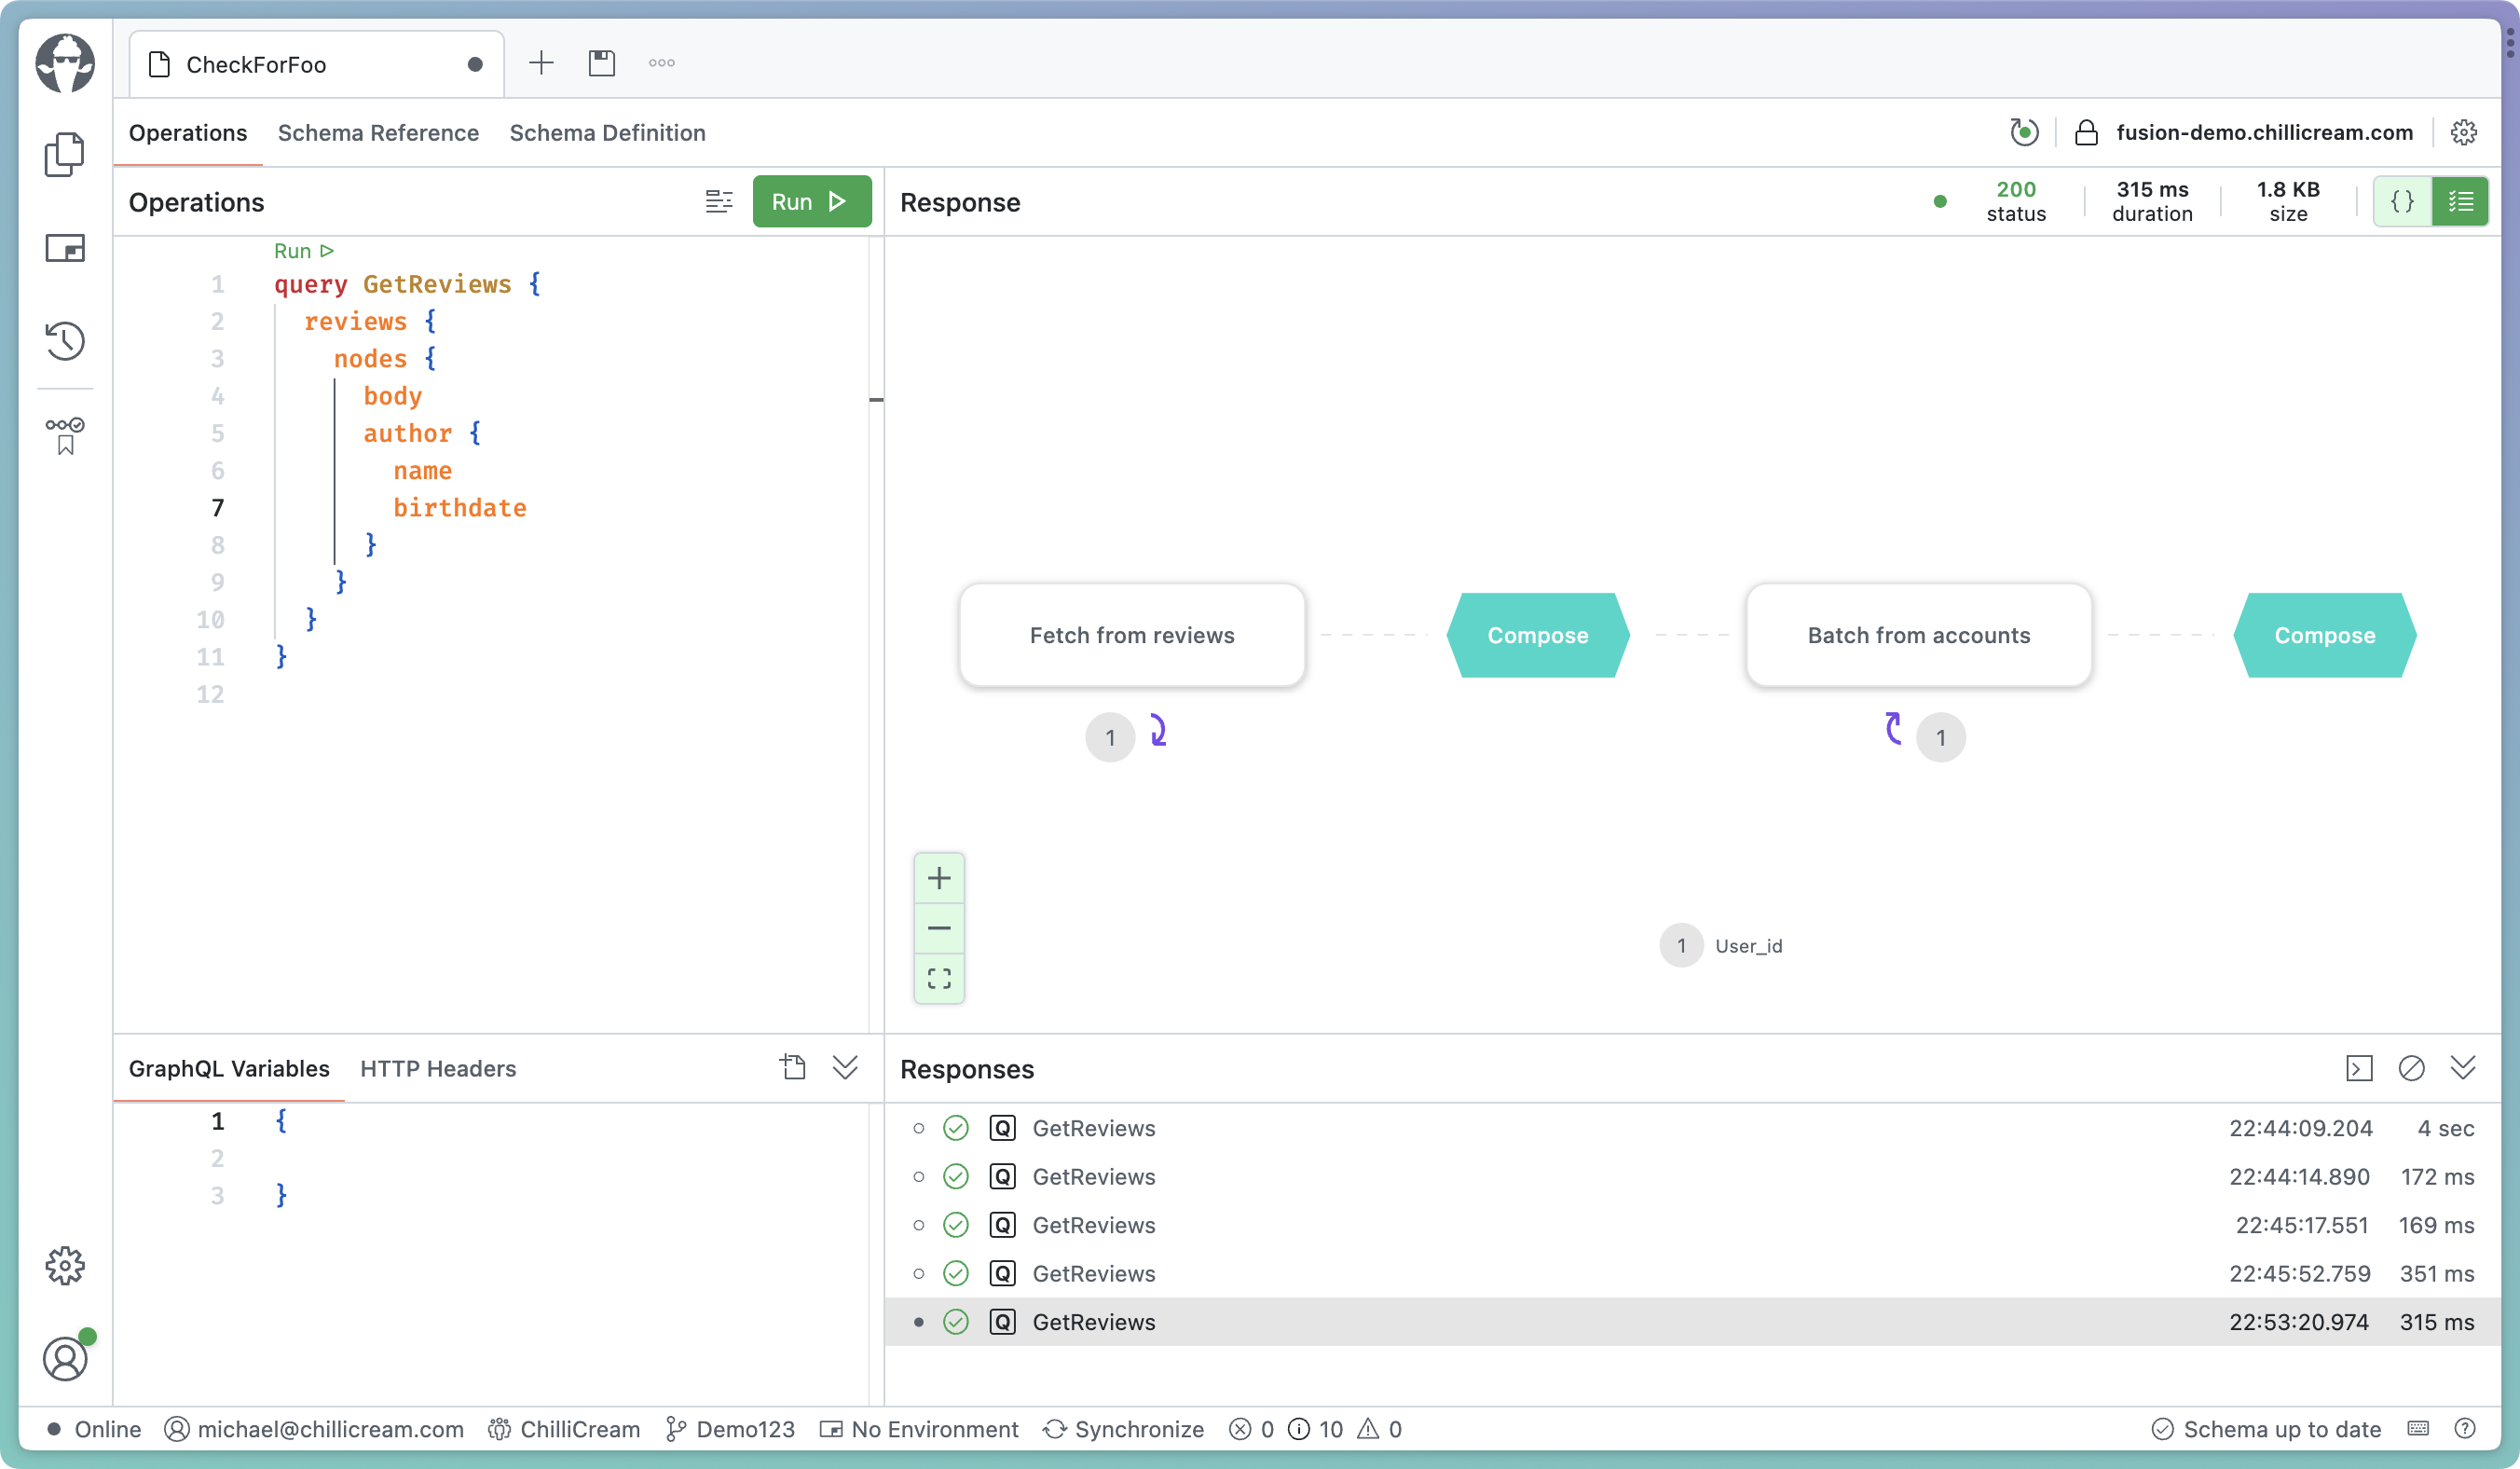 CheckForFoo
Operations Schema Reference Schema Definition
fusion-demo.chillicream.com
Operations
Run
Response
200 status
315 ms duration
1.8 KB size
{}
Run
1 query GetReviews {
2 reviews {
3 nodes {
4 body
5 author {
6 name
7 birthdate
8 }
9 }
10 }
11 }
12
Fetch from reviews
Compose
Batch from accounts
Compose
1
1
1 User_id
GraphQL Variables HTTP Headers
1 {
2
3 }
Responses
Q GetReviews 22:44:09.204 4 sec
Q GetReviews 22:44:14.890 172 ms
Q GetReviews 22:45:17.551 169 ms
Q GetReviews 22:45:52.759 351 ms
Q GetReviews 22:53:20.974 315 ms
Online michael@chillicream.com ChilliCream Demo123 No Environment Synchronize 0 10 0 Schema up to date